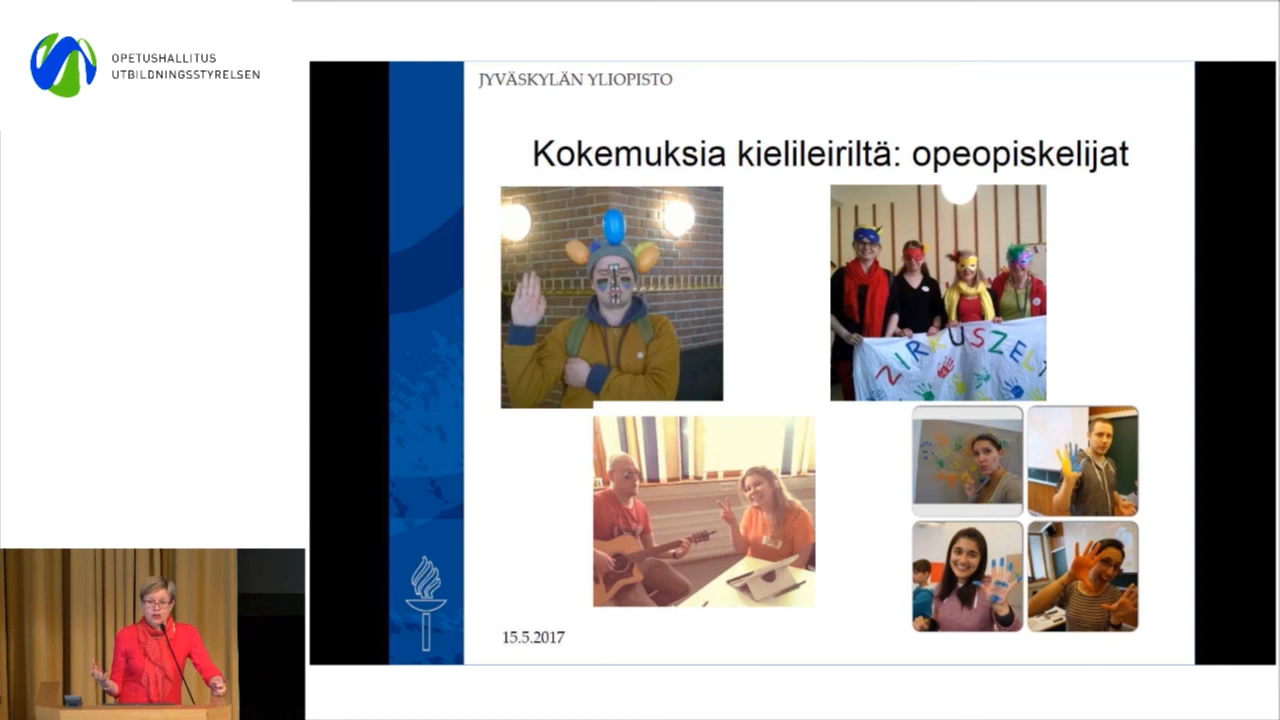 OPETUSHALLITUS
UTBILDNINGSSTYRELSEN
JYVÄSKYLÄN YLIOPISTO
Kokemuksia kielileiriltä: opeopiskelijat
ZIRKUSZELT
15.5.2017